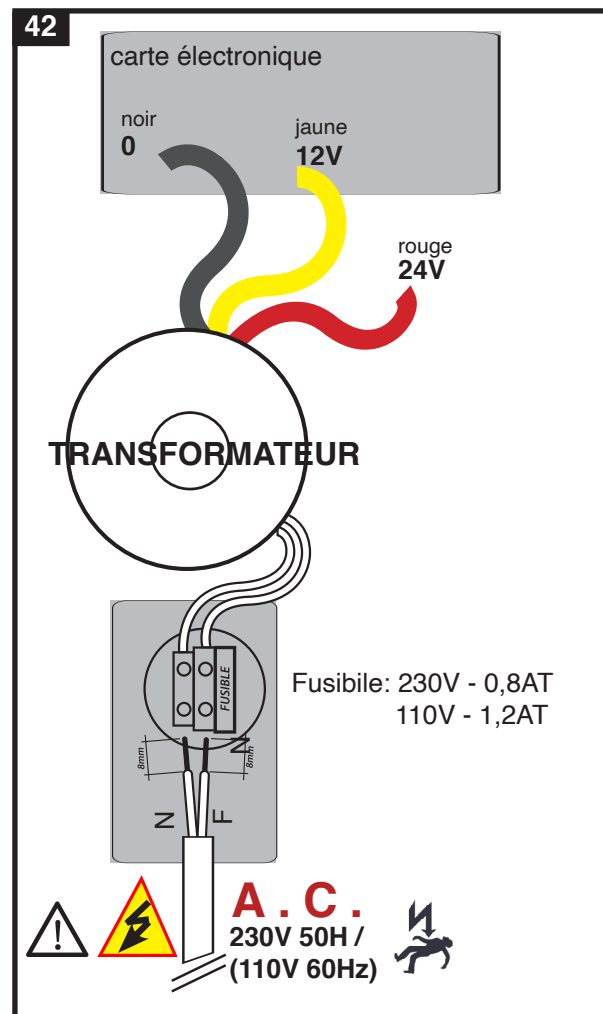 42
carte électronique
noir
0
jaune
12V
rouge
24V
TRANSFORMATEUR
FUSIBLE
Fusibile: 230V - 0,8AT
110V - 1,2AT
N
8mm
8mm
N
F
A . C .
230V 50H /
(110V 60Hz)